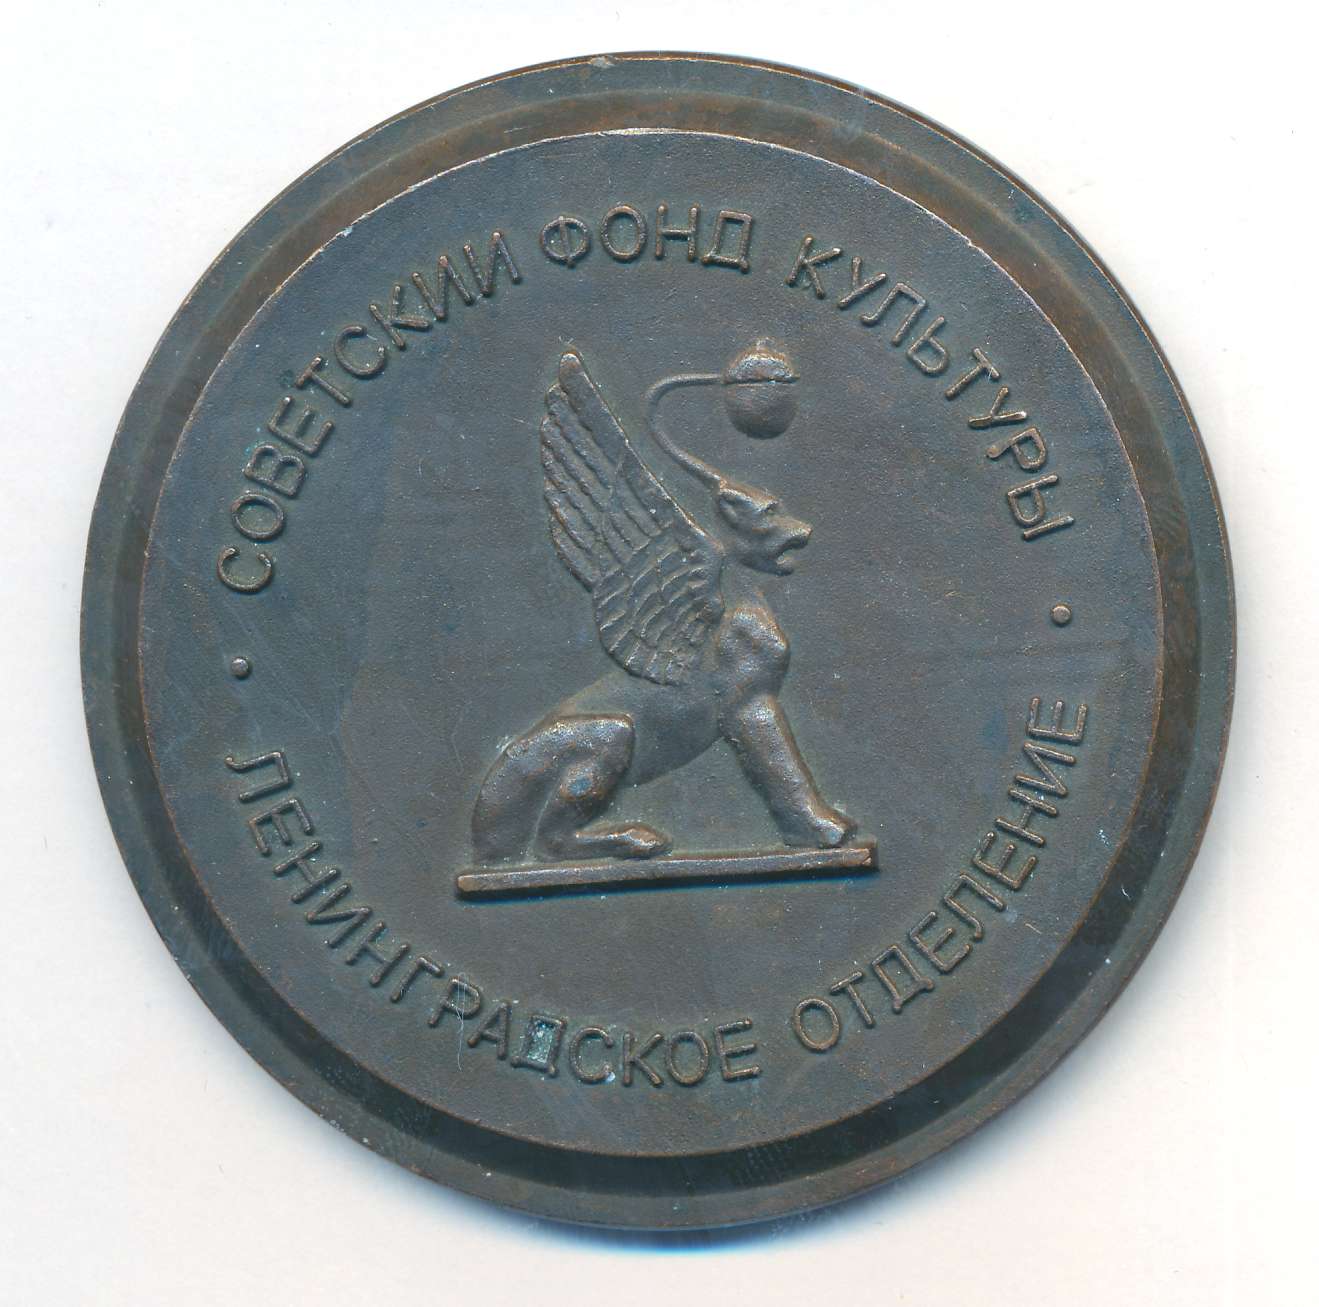 СОВЕТСКИЙ ФОНД КУЛЬТУРЫ
ЛЕНИНГРАДСКОЕ ОТДЕЛЕНИЕ